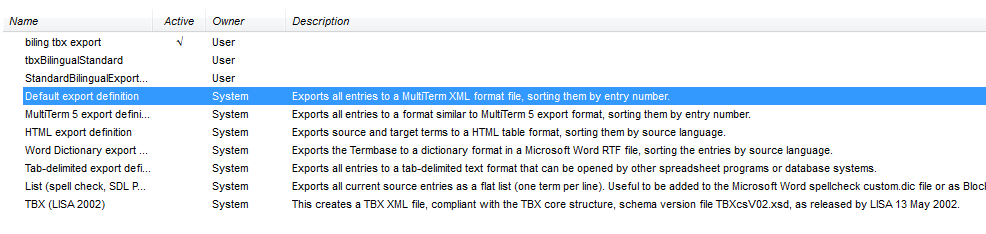 Name Active Owner Description
biling tbx export √ User
tbxBilingualStandard User
StandardBilingualExport... User
Default export definition System Exports all entries to a MultiTerm XML format file, sorting them by entry number.
MultiTerm 5 export defini... System Exports all entries to a format similar to MultiTerm 5 export format, sorting them by entry number.
HTML export definition System Exports source and target terms to a HTML table format, sorting them by source language.
Word Dictionary export ... System Exports the Termbase to a dictionary format in a Microsoft Word RTF file, sorting the entries by source language.
Tab-delimited export defi... System Exports all entries to a tab-delimited text format that can be opened by other spreadsheet programs or database systems.
List (spell check, SDL P... System Exports all current source entries as a flat list (one term per line). Useful to be added to the Microsoft Word spellcheck custom.dic file or as Bloc
TBX (LISA 2002) System This creates a TBX XML file, compliant with the TBX core structure, schema version file TBXcsV02.xsd, as released by LISA 13 May 2002.